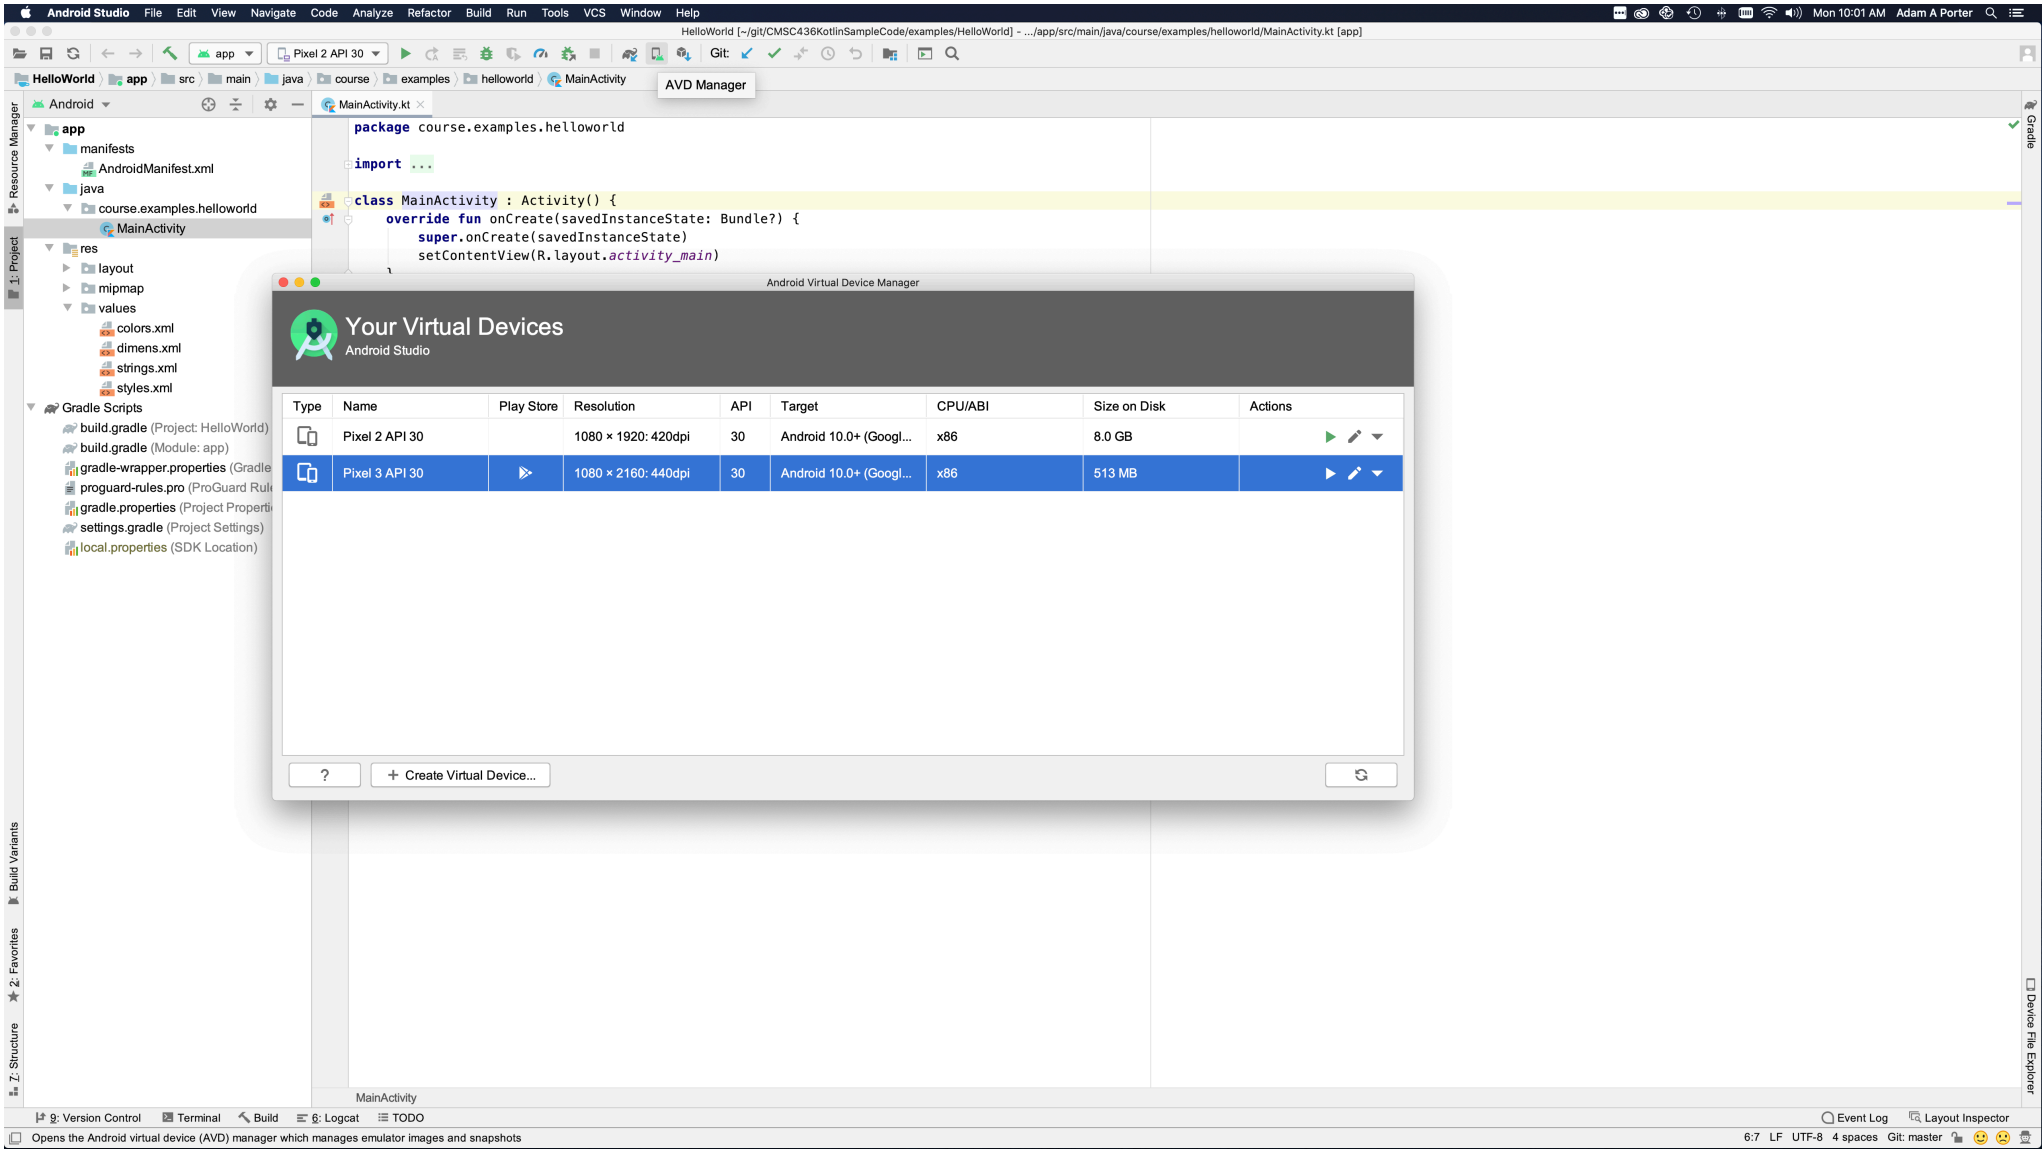 Android Studio File Edit View Navigate Code Analyze Refactor Build Run Tools VCS Window Help Mon 10:01 AM Adam A Porter
HelloWorld [~/git/CMSC436KotlinSampleCode/examples/HelloWorld] - .../app/src/main/java/course/examples/helloworld/MainActivity.kt [app]
app Pixel 2 API 30 Git:
HelloWorld app src main java course examples helloworld MainActivity
AVD Manager
Android MainActivity.kt
Resource Manager
1: Project
Build Variants
2: Favorites
7: Structure
app
manifests
AndroidManifest.xml
java
course.examples.helloworld
MainActivity
res
layout
mipmap
values
colors.xml
dimens.xml
strings.xml
styles.xml
Gradle Scripts
build.gradle (Project: HelloWorld)
build.gradle (Module: app)
gradle-wrapper.properties (Gradle
proguard-rules.pro (ProGuard Rul
gradle.properties (Project Properti
settings.gradle (Project Settings)
local.properties (SDK Location)
package course.examples.helloworld
import ...
class MainActivity : Activity() {
override fun onCreate(savedInstanceState: Bundle?) {
super.onCreate(savedInstanceState)
setContentView(R.layout.activity_main)
}
Android Virtual Device Manager
Your Virtual Devices
Android Studio
Type Name Play Store Resolution API Target CPU/ABI Size on Disk Actions
Pixel 2 API 30 1080 × 1920: 420dpi 30 Android 10.0+ (Googl... x86 8.0 GB
Pixel 3 API 30 1080 × 2160: 440dpi 30 Android 10.0+ (Googl... x86 513 MB
? + Create Virtual Device...
Gradle
Device File Explorer
MainActivity
9: Version Control Terminal Build 6: Logcat TODO Event Log Layout Inspector
Opens the Android virtual device (AVD) manager which manages emulator images and snapshots 6:7 LF UTF-8 4 spaces Git: master